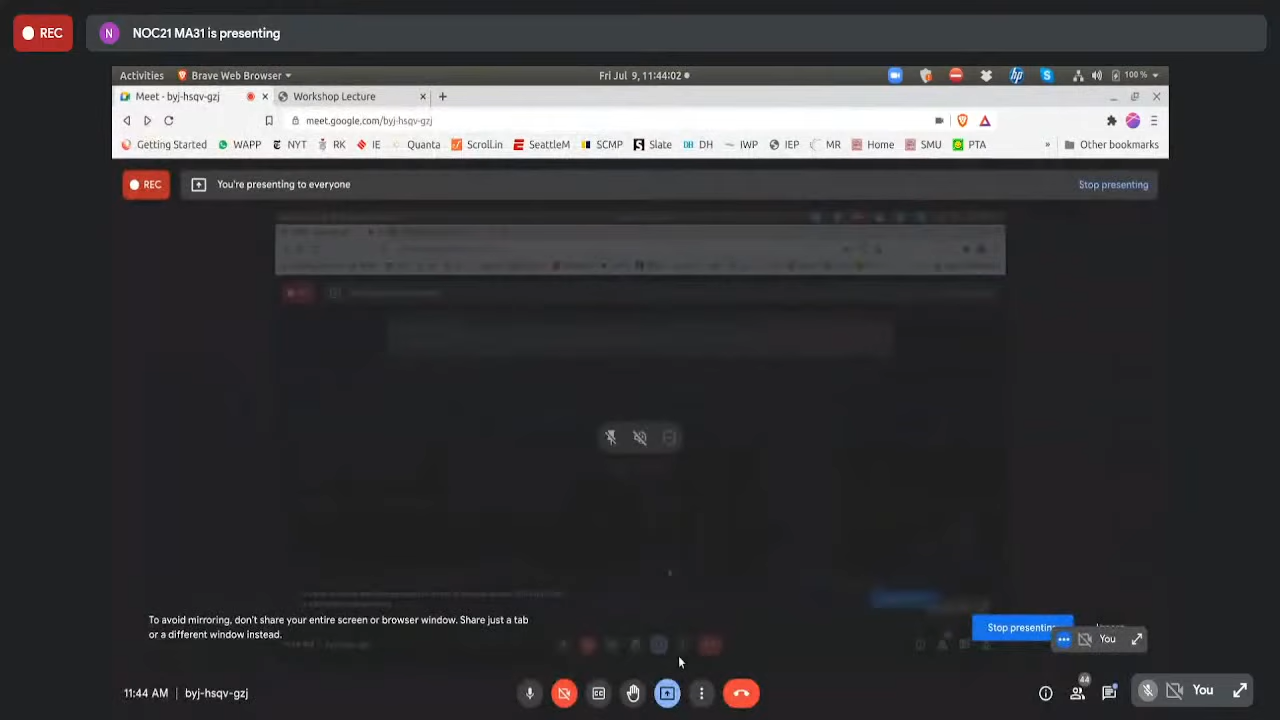 REC
N
NOC21 MA31 is presenting
Activities Brave Web Browser Fri Jul 9, 11:44:02 100 %
Meet - byj-hsqv-gzj Workshop Lecture
meet.google.com/byj-hsqv-gzj
Getting Started WAPP NYT RK IE Quanta ScrollIn SeattleM SCMP Slate DH DH IWP IEP MR Home SMU PTA » Other bookmarks
REC You're presenting to everyone Stop presenting
To avoid mirroring, don't share your entire screen or browser window. Share just a tab
or a different window instead.
Stop presenting
You
11:44 AM | byj-hsqv-gzj
44
You